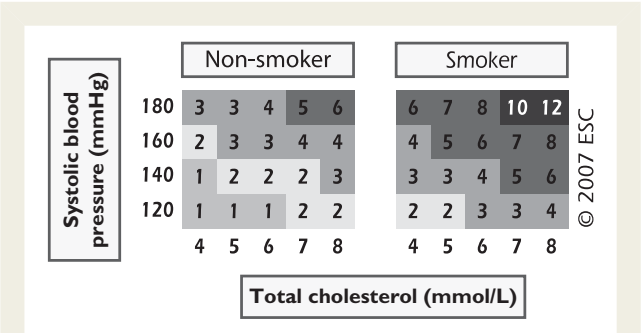 Non-smoker Smoker
Systolic blood
pressure (mmHg)
180 3 3 4 5 6 6 7 8 10 12
160 2 3 3 4 4 4 5 6 7 8
140 1 2 2 2 3 3 3 4 5 6
120 1 1 1 2 2 2 2 3 3 4
4 5 6 7 8 4 5 6 7 8
Total cholesterol (mmol/L)
© 2007 ESC